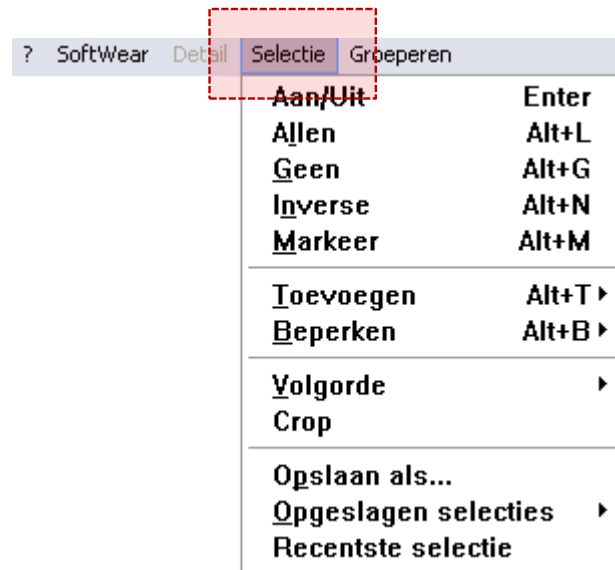 ? SoftWear Detail Selectie Groeperen
Aan/Uit Enter
Allen Alt+L
Geen Alt+G
Inverse Alt+N
Markeer Alt+M
Toevoegen Alt+T
Beperken Alt+B
Volgorde
Crop
Opslaan als...
Opgeslagen selecties
Recentste selectie